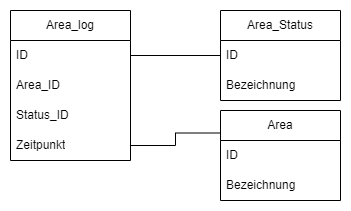 Area_log
ID
Area_ID
Status_ID
Zeitpunkt
Area_Status
ID
Bezeichnung
Area
ID
Bezeichnung